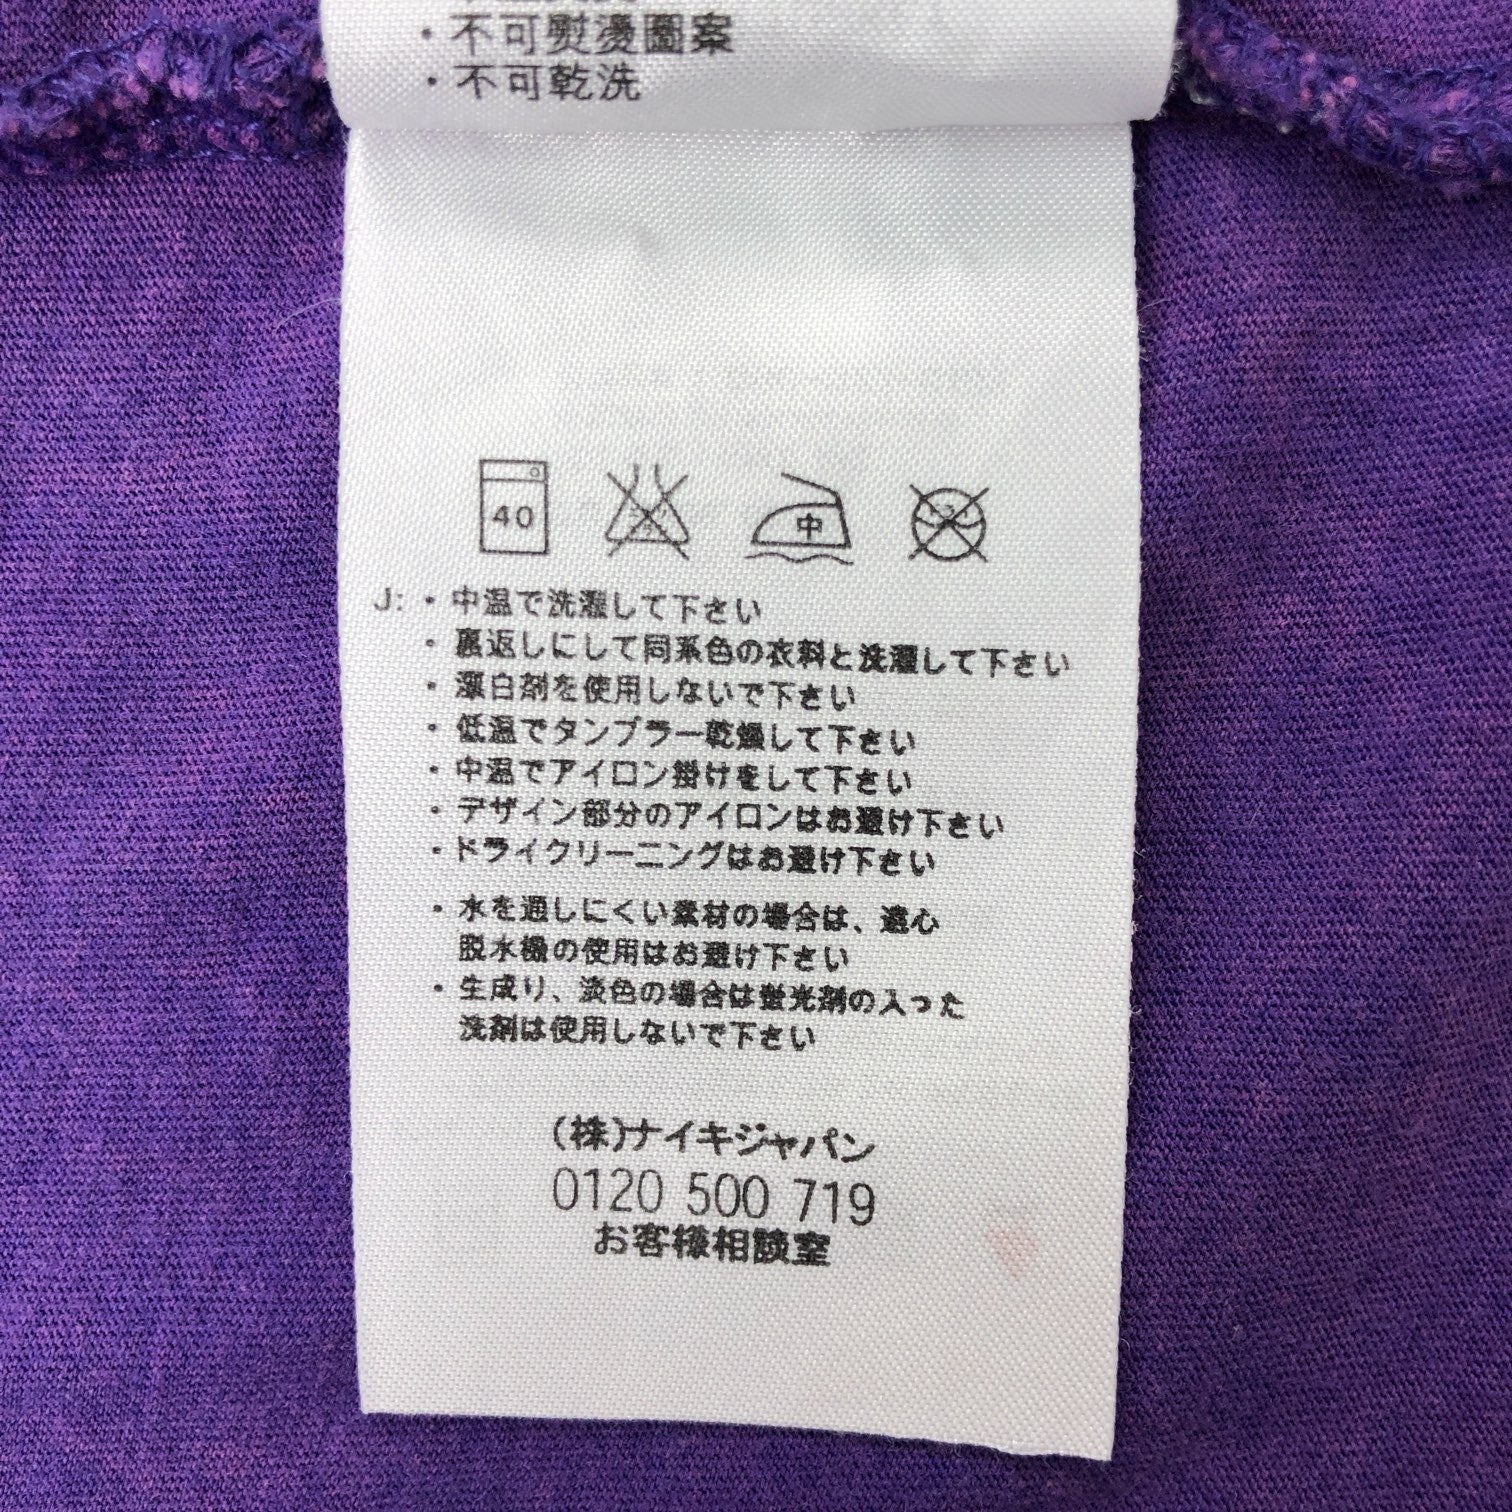 ・不可熨燙圖案
・不可乾洗
40
中
J: ・中温で洗濯して下さい
・裏返しにして同系色の衣料と洗濯して下さい
・漂白剤を使用しないで下さい
・低温でタンブラー乾燥して下さい
・中温でアイロン掛けをして下さい
・デザイン部分のアイロンはお避け下さい
・ドライクリーニングはお避け下さい
・水を通しにくい素材の場合は、遠心
脱水機の使用はお避け下さい
・生成り、淡色の場合は蛍光剤の入った
洗剤は使用しないで下さい
(株)ナイキジャパン
0120 500 719
お客様相談室